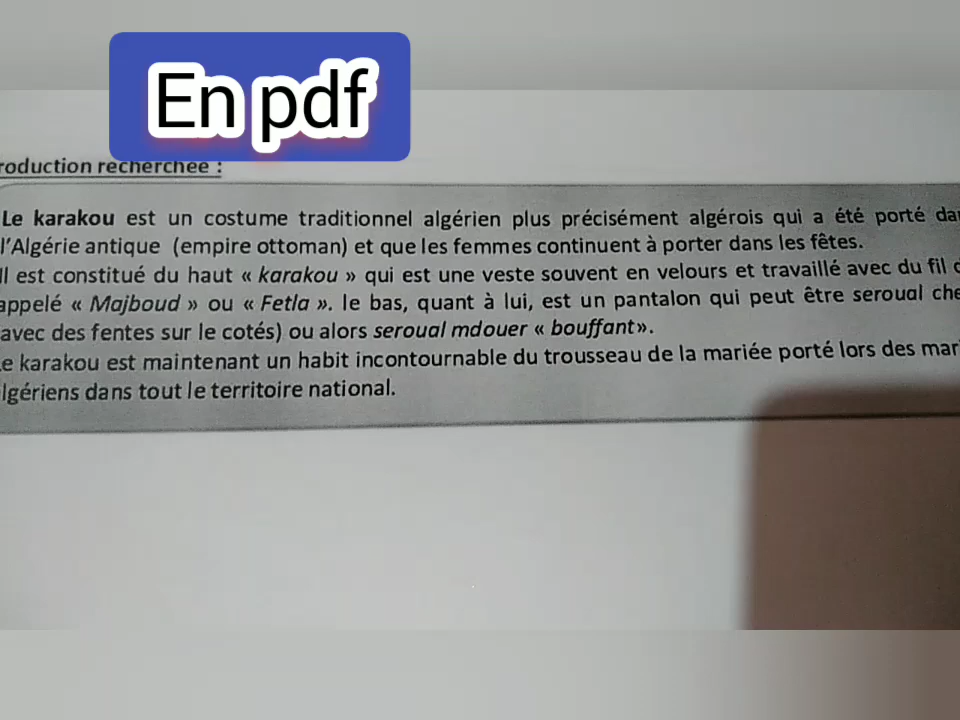 En pdf
roduction recherchée :
Le karakou est un costume traditionnel algérien plus précisément algérois qui a été porté
l'Algérie antique (empire ottoman) et que les femmes continuent à porter dans les fêtes.
Il est constitué du haut « karakou » qui est une veste souvent en velours et travaillé avec du fil
appelé « Majboud » ou « Fetla ». le bas, quant à lui, est un pantalon qui peut être seroual
avec des fentes sur le cotés) ou alors seroual mdouer « bouffant».
Le karakou est maintenant un habit incontournable du trousseau de la mariée porté lors des
lgériens dans tout le territoire national.